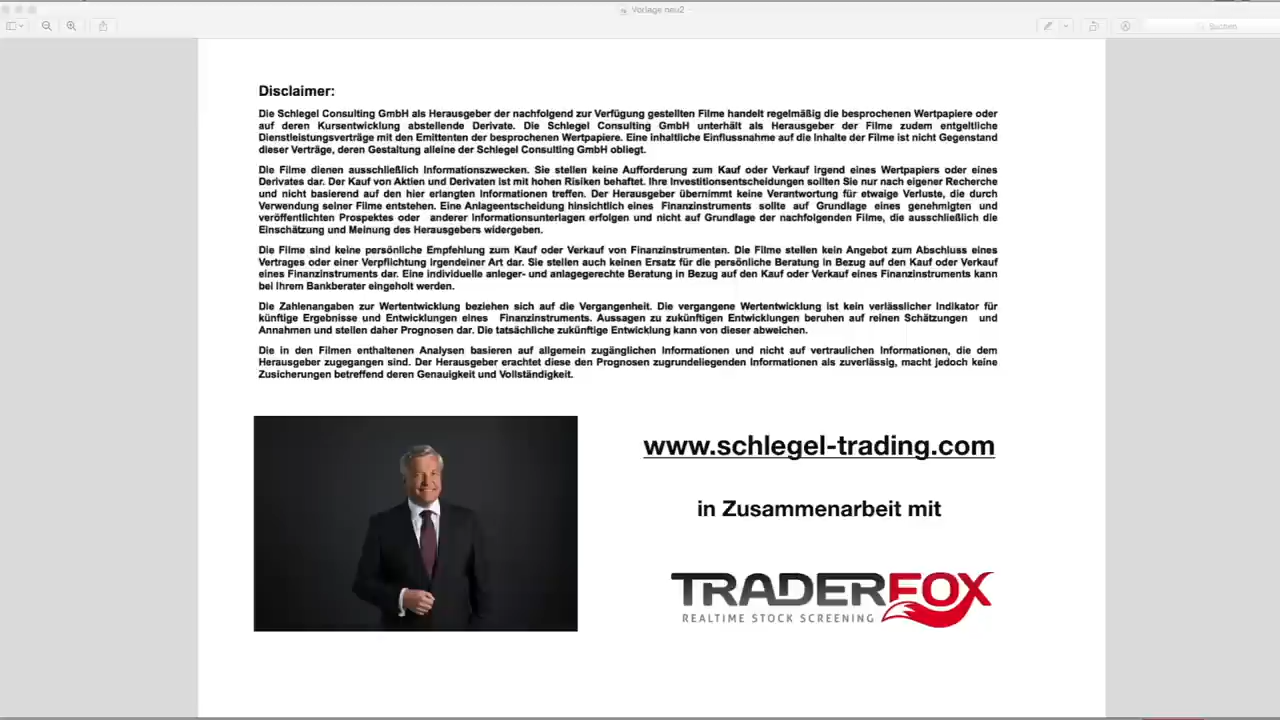 Vorlage neu2
Suchen
Disclaimer:
Die Schlegel Consulting GmbH als Herausgeber der nachfolgend zur Verfügung gestellten Filme handelt regelmäßig die besprochenen Wertpapiere oder
auf deren Kursentwicklung abstellende Derivate. Die Schlegel Consulting GmbH unterhält als Herausgeber der Filme zudem entgeltliche
Dienstleistungsverträge mit den Emittenten der besprochenen Wertpapiere. Eine inhaltliche Einflussnahme auf die Inhalte der Filme ist nicht Gegenstand
dieser Verträge, deren Gestaltung alleine der Schlegel Consulting GmbH obliegt.
Die Filme dienen ausschließlich Informationszwecken. Sie stellen keine Aufforderung zum Kauf oder Verkauf irgend eines Wertpapiers oder eines
Derivates dar. Der Kauf von Aktien und Derivaten ist mit hohen Risiken behaftet. Ihre Investitionsentscheidungen sollten Sie nur nach eigener Recherche
und nicht basierend auf den hier erlangten Informationen treffen. Der Herausgeber übernimmt keine Verantwortung für etwaige Verluste, die durch
Verwendung seiner Filme entstehen. Eine Anlageentscheidung hinsichtlich eines Finanzinstruments sollte auf Grundlage eines genehmigten und
veröffentlichten Prospektes oder anderer Informationsunterlagen erfolgen und nicht auf Grundlage der nachfolgenden Filme, die ausschließlich die
Einschätzung und Meinung des Herausgebers widergeben.
Die Filme sind keine persönliche Empfehlung zum Kauf oder Verkauf von Finanzinstrumenten. Die Filme stellen kein Angebot zum Abschluss eines
Vertrages oder einer Verpflichtung irgendeiner Art dar. Sie stellen auch keinen Ersatz für die persönliche Beratung in Bezug auf den Kauf oder Verkauf
eines Finanzinstruments dar. Eine individuelle anleger- und anlagegerechte Beratung in Bezug auf den Kauf oder Verkauf eines Finanzinstruments kann
bei Ihrem Bankberater eingeholt werden.
Die Zahlenangaben zur Wertentwicklung beziehen sich auf die Vergangenheit. Die vergangene Wertentwicklung ist kein verlässlicher Indikator für
künftige Ergebnisse und Entwicklungen eines Finanzinstruments. Aussagen zu zukünftigen Entwicklungen beruhen auf reinen Schätzungen und
Annahmen und stellen daher Prognosen dar. Die tatsächliche zukünftige Entwicklung kann von dieser abweichen.
Die in den Filmen enthaltenen Analysen basieren auf allgemein zugänglichen Informationen und nicht auf vertraulichen Informationen, die dem
Herausgeber zugegangen sind. Der Herausgeber erachtet diese den Prognosen zugrundeliegenden Informationen als zuverlässig, macht jedoch keine
Zusicherungen betreffend deren Genauigkeit und Vollständigkeit.
www.schlegel-trading.com
in Zusammenarbeit mit
TRADERFOX
REALTIME STOCK SCREENING